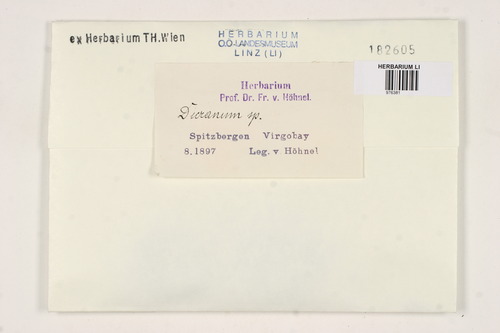 ex Herbarium TH.Wien
HERBARIUM
O.Ö-LANDESMUSEUM
LINZ (LI)
182605
HERBARIUM LI
Herbarium
Prof. Dr. Fr. v. Höhnel.
Dicranum sp.
Spitzbergen Virgobay
8.1897 Leg. v Höhnel